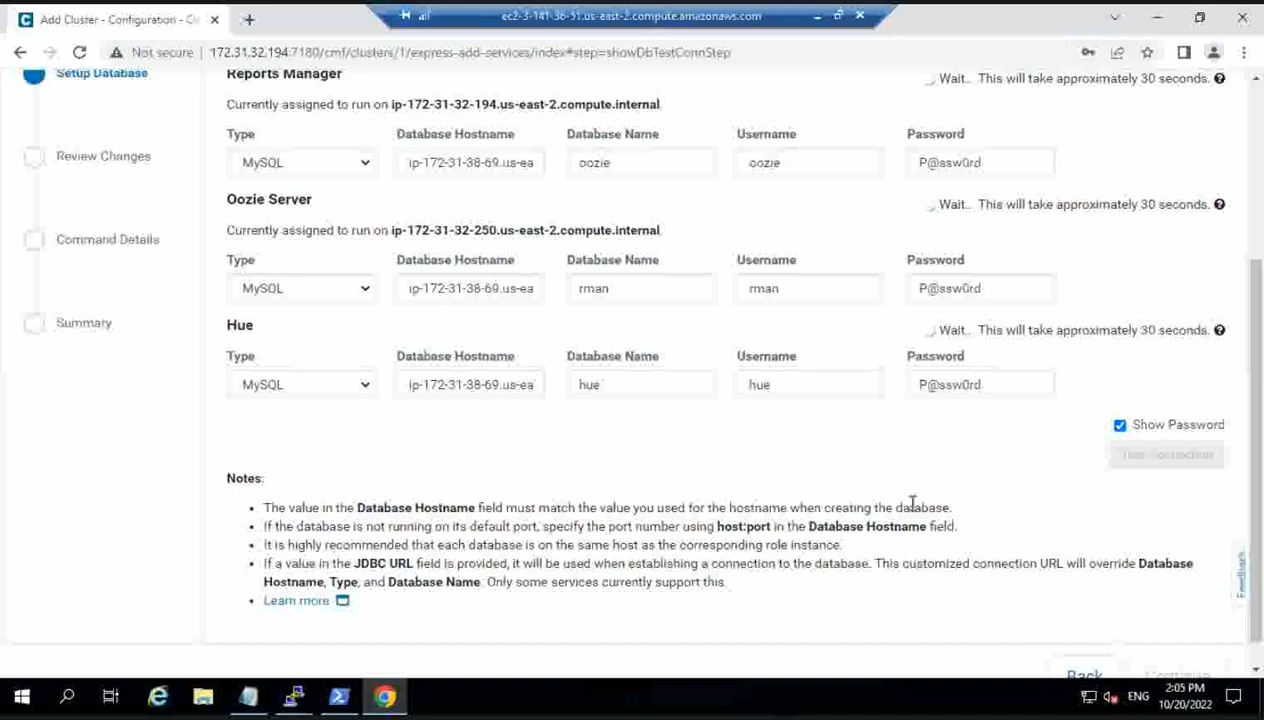 Add Cluster - Configuration - Cl
ec2-3-141-36-51.us-east-2.compute.amazonaws.com
Not secure
172.31.32.194:7180/cmf/clusters/1/express-add-services/index#step=showDbTestConnStep
Setup Database
Review Changes
Command Details
Summary
Reports Manager
Wait.. This will take approximately 30 seconds.
Currently assigned to run on ip-172-31-32-194.us-east-2.compute.internal.
Type Database Hostname Database Name Username Password
MySQL ip-172-31-38-69.us-ea oozie oozie P@ssw0rd
Oozie Server
Wait.. This will take approximately 30 seconds.
Currently assigned to run on ip-172-31-32-250.us-east-2.compute.internal.
Type Database Hostname Database Name Username Password
MySQL ip-172-31-38-69.us-ea rman rman P@ssw0rd
Hue
Wait.. This will take approximately 30 seconds.
Type Database Hostname Database Name Username Password
MySQL ip-172-31-38-69.us-ea hue hue P@ssw0rd
Show Password
Test Connection
Notes:
• The value in the Database Hostname field must match the value you used for the hostname when creating the database.
• If the database is not running on its default port, specify the port number using host:port in the Database Hostname field.
• It is highly recommended that each database is on the same host as the corresponding role instance.
• If a value in the JDBC URL field is provided, it will be used when establishing a connection to the database. This customized connection URL will override Database
Hostname, Type, and Database Name. Only some services currently support this.
• Learn more
Feedback
Back
Continue
ENG
2:05 PM
10/20/2022